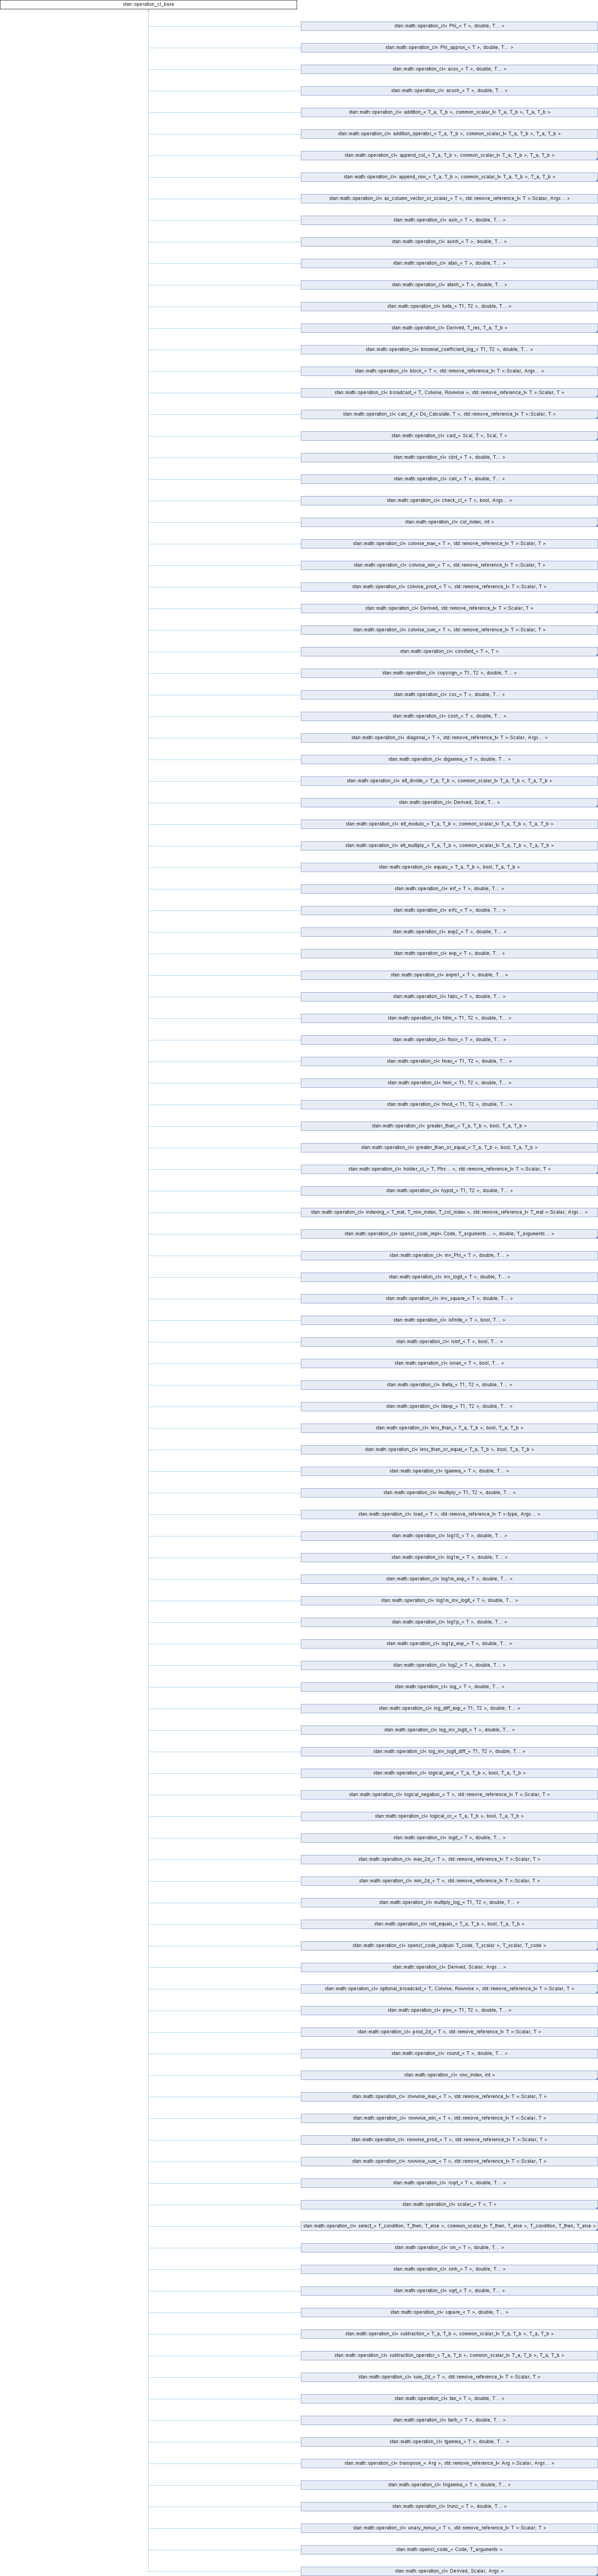 stan::operation_cl_base
stan::math::operation_cl< Phi_< T >, double, T... >
stan::math::operation_cl< Phi_approx_< T >, double, T... >
stan::math::operation_cl< acos_< T >, double, T... >
stan::math::operation_cl< acosh_< T >, double, T... >
stan::math::operation_cl< addition_< T_a, T_b >, common_scalar_t< T_a, T_b >, T_a, T_b >
stan::math::operation_cl< addition_operator_< T_a, T_b >, common_scalar_t< T_a, T_b >, T_a, T_b >
stan::math::operation_cl< append_col_< T_a, T_b >, common_scalar_t< T_a, T_b >, T_a, T_b >
stan::math::operation_cl< append_row_< T_a, T_b >, common_scalar_t< T_a, T_b >, T_a, T_b >
stan::math::operation_cl< as_column_vector_or_scalar_< T >, std::remove_reference_t< T >::Scalar, Args... >
stan::math::operation_cl< asin_< T >, double, T... >
stan::math::operation_cl< asinh_< T >, double, T... >
stan::math::operation_cl< atan_< T >, double, T... >
stan::math::operation_cl< atanh_< T >, double, T... >
stan::math::operation_cl< beta_< T1, T2 >, double, T... >
stan::math::operation_cl< Derived, T_res, T_a, T_b >
stan::math::operation_cl< binomial_coefficient_log_< T1, T2 >, double, T... >
stan::math::operation_cl< block_< T >, std::remove_reference_t< T >::Scalar, Args... >
stan::math::operation_cl< broadcast_< T, Colwise, Rowwise >, std::remove_reference_t< T >::Scalar, T >
stan::math::operation_cl< calc_if_< Do_Calculate, T >, std::remove_reference_t< T >::Scalar, T >
stan::math::operation_cl< cast_< Scal, T >, Scal, T >
stan::math::operation_cl< cbrt_< T >, double, T... >
stan::math::operation_cl< ceil_< T >, double, T... >
stan::math::operation_cl< check_cl_< T >, bool, Args... >
stan::math::operation_cl< col_index, int >
stan::math::operation_cl< colwise_max_< T >, std::remove_reference_t< T >::Scalar, T >
stan::math::operation_cl< colwise_min_< T >, std::remove_reference_t< T >::Scalar, T >
stan::math::operation_cl< colwise_prod_< T >, std::remove_reference_t< T >::Scalar, T >
stan::math::operation_cl< Derived, std::remove_reference_t< T >::Scalar, T >
stan::math::operation_cl< colwise_sum_< T >, std::remove_reference_t< T >::Scalar, T >
stan::math::operation_cl< constant_< T >, T >
stan::math::operation_cl< copysign_< T1, T2 >, double, T... >
stan::math::operation_cl< cos_< T >, double, T... >
stan::math::operation_cl< cosh_< T >, double, T... >
stan::math::operation_cl< diagonal_< T >, std::remove_reference_t< T >::Scalar, Args... >
stan::math::operation_cl< digamma_< T >, double, T... >
stan::math::operation_cl< elt_divide_< T_a, T_b >, common_scalar_t< T_a, T_b >, T_a, T_b >
stan::math::operation_cl< Derived, Scal, T... >
stan::math::operation_cl< elt_modulo_< T_a, T_b >, common_scalar_t< T_a, T_b >, T_a, T_b >
stan::math::operation_cl< elt_multiply_< T_a, T_b >, common_scalar_t< T_a, T_b >, T_a, T_b >
stan::math::operation_cl< equals_< T_a, T_b >, bool, T_a, T_b >
stan::math::operation_cl< erf_< T >, double, T... >
stan::math::operation_cl< erfc_< T >, double, T... >
stan::math::operation_cl< exp2_< T >, double, T... >
stan::math::operation_cl< exp_< T >, double, T... >
stan::math::operation_cl< expm1_< T >, double, T... >
stan::math::operation_cl< fabs_< T >, double, T... >
stan::math::operation_cl< fdim_< T1, T2 >, double, T... >
stan::math::operation_cl< floor_< T >, double, T... >
stan::math::operation_cl< fmax_< T1, T2 >, double, T... >
stan::math::operation_cl< fmin_< T1, T2 >, double, T... >
stan::math::operation_cl< fmod_< T1, T2 >, double, T... >
stan::math::operation_cl< greater_than_< T_a, T_b >, bool, T_a, T_b >
stan::math::operation_cl< greater_than_or_equal_< T_a, T_b >, bool, T_a, T_b >
stan::math::operation_cl< holder_cl_< T, Ptrs... >, std::remove_reference_t< T >::Scalar, T >
stan::math::operation_cl< hypot_< T1, T2 >, double, T... >
stan::math::operation_cl< indexing_< T_mat, T_row_index, T_col_index >, std::remove_reference_t< T_mat >::Scalar, Args... >
stan::math::operation_cl< opencl_code_impl< Code, T_arguments... >, double, T_arguments... >
stan::math::operation_cl< inv_Phi_< T >, double, T... >
stan::math::operation_cl< inv_logit_< T >, double, T... >
stan::math::operation_cl< inv_square_< T >, double, T... >
stan::math::operation_cl< isfinite_< T >, bool, T... >
stan::math::operation_cl< isinf_< T >, bool, T... >
stan::math::operation_cl< isnan_< T >, bool, T... >
stan::math::operation_cl< lbeta_< T1, T2 >, double, T... >
stan::math::operation_cl< ldexp_< T1, T2 >, double, T... >
stan::math::operation_cl< less_than_< T_a, T_b >, bool, T_a, T_b >
stan::math::operation_cl< less_than_or_equal_< T_a, T_b >, bool, T_a, T_b >
stan::math::operation_cl< lgamma_< T >, double, T... >
stan::math::operation_cl< lmultiply_< T1, T2 >, double, T... >
stan::math::operation_cl< load_< T >, std::remove_reference_t< T >::type, Args... >
stan::math::operation_cl< log10_< T >, double, T... >
stan::math::operation_cl< log1m_< T >, double, T... >
stan::math::operation_cl< log1m_exp_< T >, double, T... >
stan::math::operation_cl< log1m_inv_logit_< T >, double, T... >
stan::math::operation_cl< log1p_< T >, double, T... >
stan::math::operation_cl< log1p_exp_< T >, double, T... >
stan::math::operation_cl< log2_< T >, double, T... >
stan::math::operation_cl< log_< T >, double, T... >
stan::math::operation_cl< log_diff_exp_< T1, T2 >, double, T... >
stan::math::operation_cl< log_inv_logit_< T >, double, T... >
stan::math::operation_cl< log_inv_logit_diff_< T1, T2 >, double, T... >
stan::math::operation_cl< logical_and_< T_a, T_b >, bool, T_a, T_b >
stan::math::operation_cl< logical_negation_< T >, std::remove_reference_t< T >::Scalar, T >
stan::math::operation_cl< logical_or_< T_a, T_b >, bool, T_a, T_b >
stan::math::operation_cl< logit_< T >, double, T... >
stan::math::operation_cl< max_2d_< T >, std::remove_reference_t< T >::Scalar, T >
stan::math::operation_cl< min_2d_< T >, std::remove_reference_t< T >::Scalar, T >
stan::math::operation_cl< multiply_log_< T1, T2 >, double, T... >
stan::math::operation_cl< not_equals_< T_a, T_b >, bool, T_a, T_b >
stan::math::operation_cl< opencl_code_output< T_code, T_scalar >, T_scalar, T_code >
stan::math::operation_cl< Derived, Scalar, Args... >
stan::math::operation_cl< optional_broadcast_< T, Colwise, Rowwise >, std::remove_reference_t< T >::Scalar, T >
stan::math::operation_cl< pow_< T1, T2 >, double, T... >
stan::math::operation_cl< prod_2d_< T >, std::remove_reference_t< T >::Scalar, T >
stan::math::operation_cl< round_< T >, double, T... >
stan::math::operation_cl< row_index, int >
stan::math::operation_cl< rowwise_max_< T >, std::remove_reference_t< T >::Scalar, T >
stan::math::operation_cl< rowwise_min_< T >, std::remove_reference_t< T >::Scalar, T >
stan::math::operation_cl< rowwise_prod_< T >, std::remove_reference_t< T >::Scalar, T >
stan::math::operation_cl< rowwise_sum_< T >, std::remove_reference_t< T >::Scalar, T >
stan::math::operation_cl< rsqrt_< T >, double, T... >
stan::math::operation_cl< scalar_< T >, T >
stan::math::operation_cl< select_< T_condition, T_then, T_else >, common_scalar_t< T_then, T_else >, T_condition, T_then, T_else >
stan::math::operation_cl< sin_< T >, double, T... >
stan::math::operation_cl< sinh_< T >, double, T... >
stan::math::operation_cl< sqrt_< T >, double, T... >
stan::math::operation_cl< square_< T >, double, T... >
stan::math::operation_cl< subtraction_< T_a, T_b >, common_scalar_t< T_a, T_b >, T_a, T_b >
stan::math::operation_cl< subtraction_operator_< T_a, T_b >, common_scalar_t< T_a, T_b >, T_a, T_b >
stan::math::operation_cl< sum_2d_< T >, std::remove_reference_t< T >::Scalar, T >
stan::math::operation_cl< tan_< T >, double, T... >
stan::math::operation_cl< tanh_< T >, double, T... >
stan::math::operation_cl< tgamma_< T >, double, T... >
stan::math::operation_cl< transpose_< Arg >, std::remove_reference_t< Arg >::Scalar, Args... >
stan::math::operation_cl< trigamma_< T >, double, T... >
stan::math::operation_cl< trunc_< T >, double, T... >
stan::math::operation_cl< unary_minus_< T >, std::remove_reference_t< T >::Scalar, T >
stan::math::opencl_code_< Code, T_arguments >
stan::math::operation_cl< Derived, Scalar, Args >